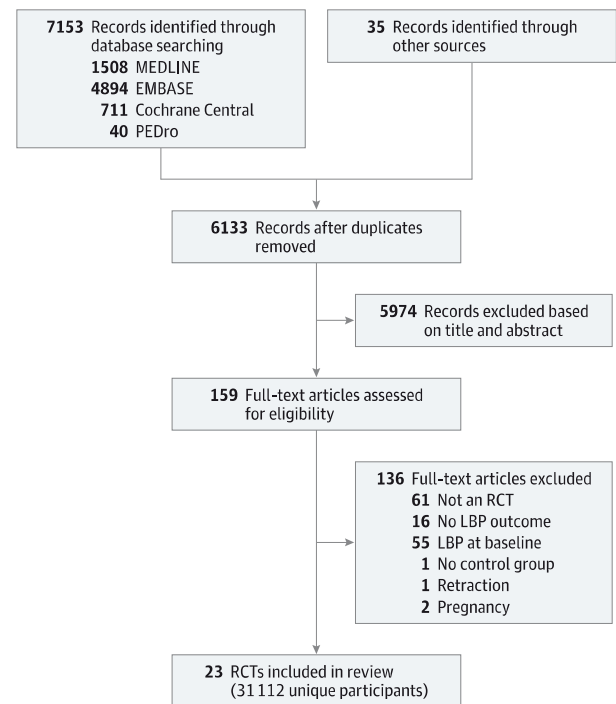 7153 Records identified through
database searching
1508 MEDLINE
4894 EMBASE
711 Cochrane Central
40 PEDro
35 Records identified through
other sources
6133 Records after duplicates
removed
5974 Records excluded based
on title and abstract
159 Full-text articles assessed
for eligibility
136 Full-text articles excluded
61 Not an RCT
16 No LBP outcome
55 LBP at baseline
1 No control group
1 Retraction
2 Pregnancy
23 RCTs included in review
(31 112 unique participants)